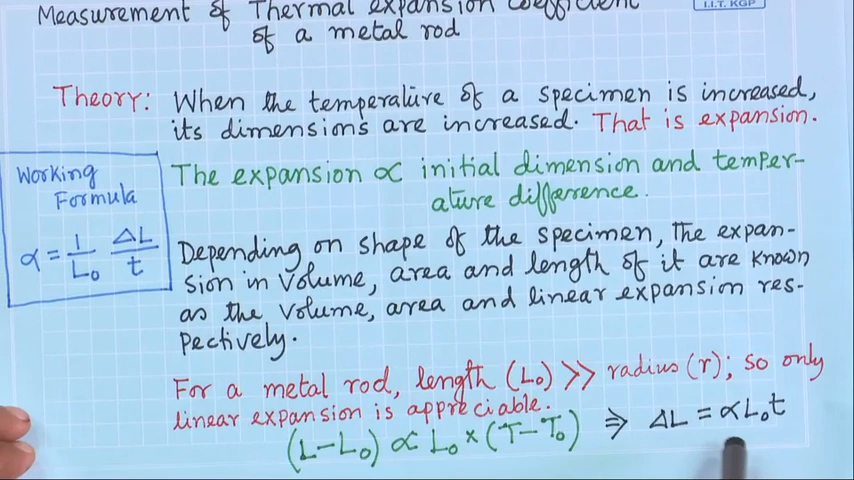 Measurement of Thermal expansion coefficient
of a metal rod
I.I.T. KGP
Theory: When the temperature of a specimen is increased,
its dimensions are increased. That is expansion.
The expansion ∝ initial dimension and temper-
ature difference.
Working
Formula
α = 1/L₀ ΔL/t
Depending on shape of the specimen, the expan-
sion in volume, area and length of it are known
as the volume, area and linear expansion res-
pectively.
For a metal rod, length (L₀) >> radius (r); so only
linear expansion is appreciable.
(L-L₀) ∝ L₀ × (T-T₀) ⇒ ΔL = αL₀t